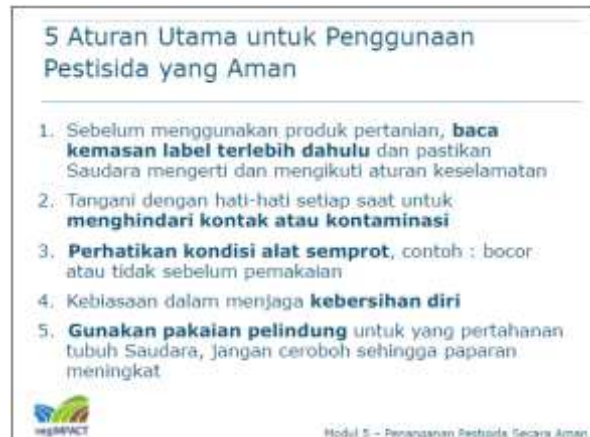 5 Aturan Utama untuk Penggunaan
Pestisida yang Aman
1. Sebelum menggunakan produk pertanian, baca
kemasan label terlebih dahulu dan pastikan
Saudara mengerti dan mengikuti aturan keselamatan
2. Tangani dengan hati-hati setiap saat untuk
menghindari kontak atau kontaminasi
3. Perhatikan kondisi alat semprot, contoh : bocor
atau tidak sebelum pemakaian
4. Kebiasaan dalam menjaga kebersihan diri
5. Gunakan pakaian pelindung untuk yang pertahanan
tubuh Saudara, jangan ceroboh sehingga paparan
meningkat
vegIMPACT
Modul 5 – Penanganan Pestisida Secara Aman